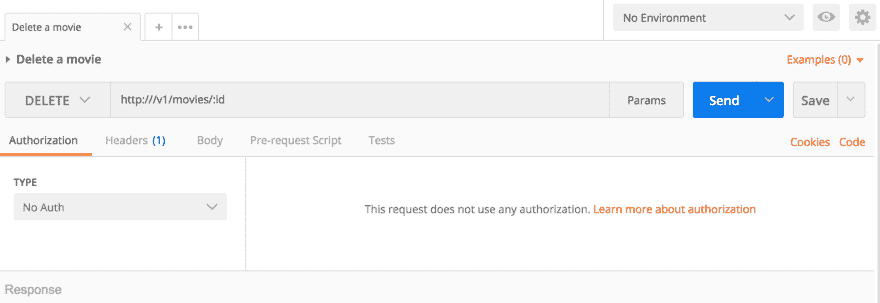 Delete a movie
No Environment
Delete a movie
Examples (0)
DELETE http:///v1/movies/:id Params Send Save
Authorization Headers (1) Body Pre-request Script Tests Cookies Code
TYPE
No Auth
This request does not use any authorization. Learn more about authorization
Response